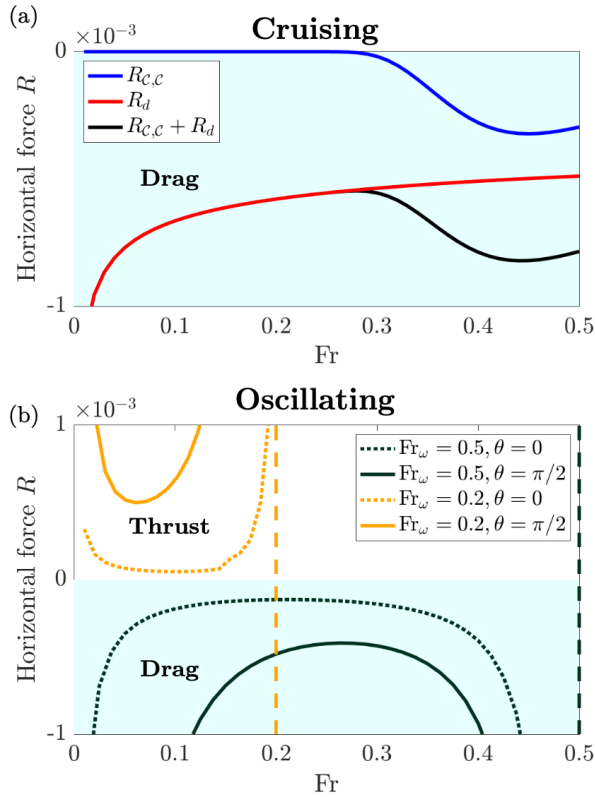 (a)
Cruising
×10⁻³
0
-1
Horizontal force R
R_{C,C}
R_d
R_{C,C} + R_d
Drag
0 0.1 0.2 0.3 0.4 0.5
Fr
(b)
Oscillating
×10⁻³
1
0
-1
Horizontal force R
Fr_ω = 0.5, θ = 0
Fr_ω = 0.5, θ = π/2
Fr_ω = 0.2, θ = 0
Fr_ω = 0.2, θ = π/2
Thrust
Drag
0 0.1 0.2 0.3 0.4 0.5
Fr